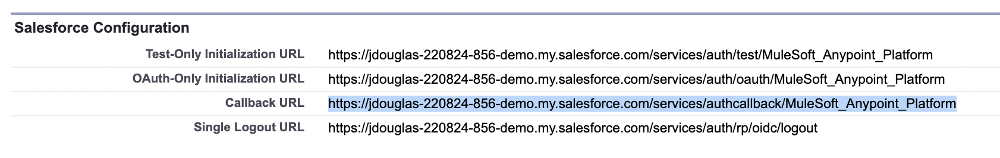 Salesforce Configuration
Test-Only Initialization URL https://jdouglas-220824-856-demo.my.salesforce.com/services/auth/test/MuleSoft_Anypoint_Platform
OAuth-Only Initialization URL https://jdouglas-220824-856-demo.my.salesforce.com/services/auth/oauth/MuleSoft_Anypoint_Platform
Callback URL https://jdouglas-220824-856-demo.my.salesforce.com/services/authcallback/MuleSoft_Anypoint_Platform
Single Logout URL https://jdouglas-220824-856-demo.my.salesforce.com/services/auth/rp/oidc/logout